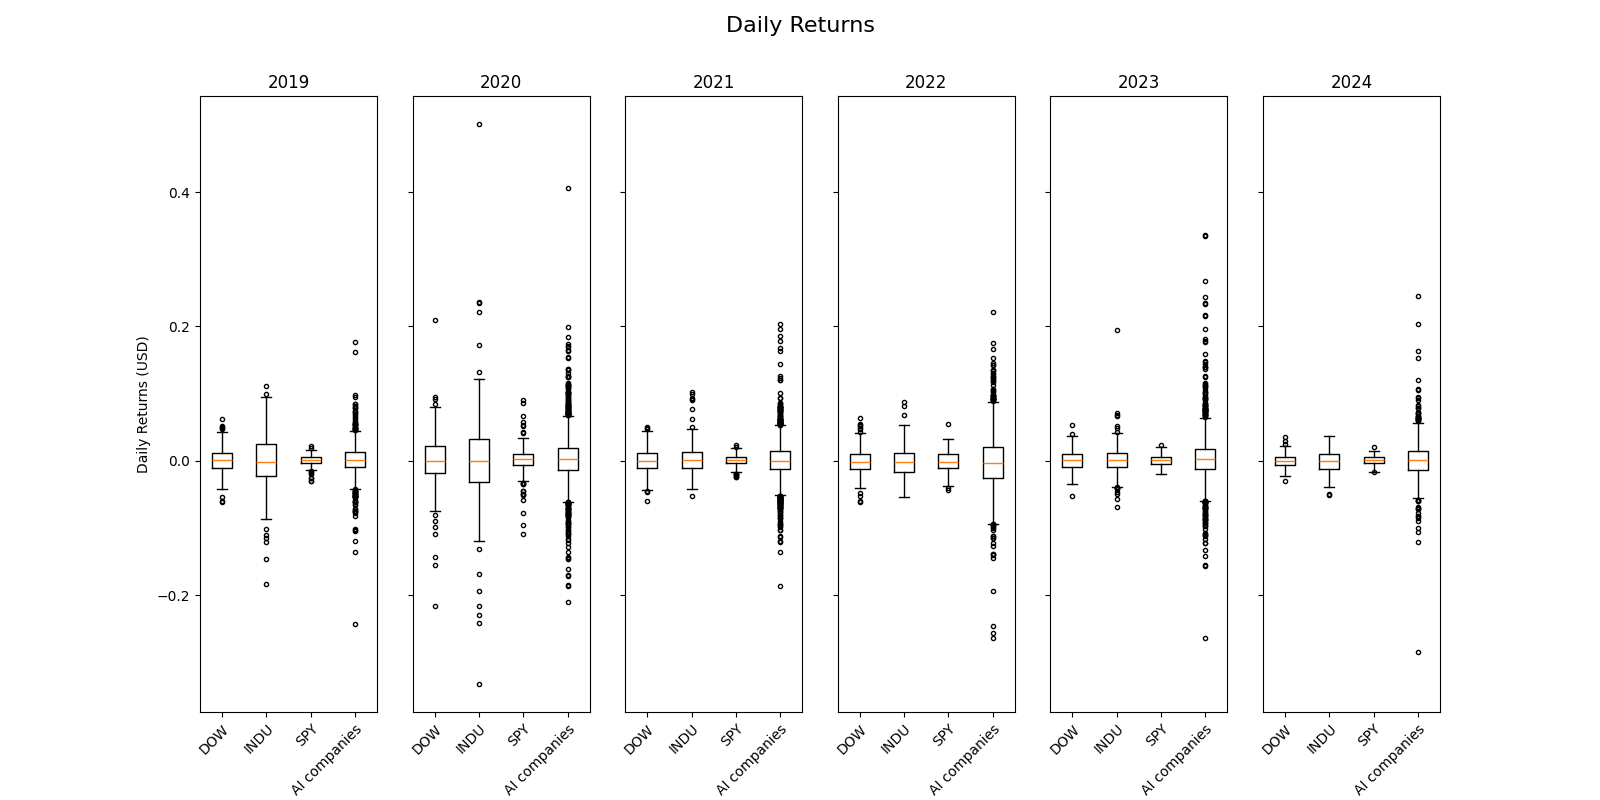 Daily Returns
2019
2020
2021
2022
2023
2024
Daily Returns (USD)
0.4
0.2
0.0
−0.2
DOW
INDU
SPY
AI companies
DOW
INDU
SPY
AI companies
DOW
INDU
SPY
AI companies
DOW
INDU
SPY
AI companies
DOW
INDU
SPY
AI companies
DOW
INDU
SPY
AI companies